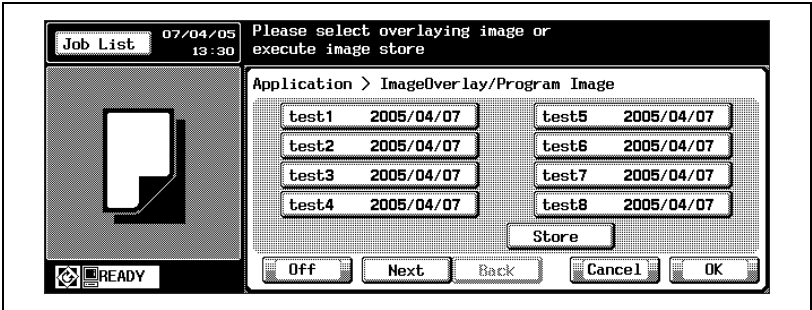 Job List
07/04/05
13:30
Please select overlaying image or
execute image store
Application > ImageOverlay/Program Image
test1 2005/04/07
test5 2005/04/07
test2 2005/04/07
test6 2005/04/07
test3 2005/04/07
test7 2005/04/07
test4 2005/04/07
test8 2005/04/07
Store
Off Next Back Cancel OK
READY